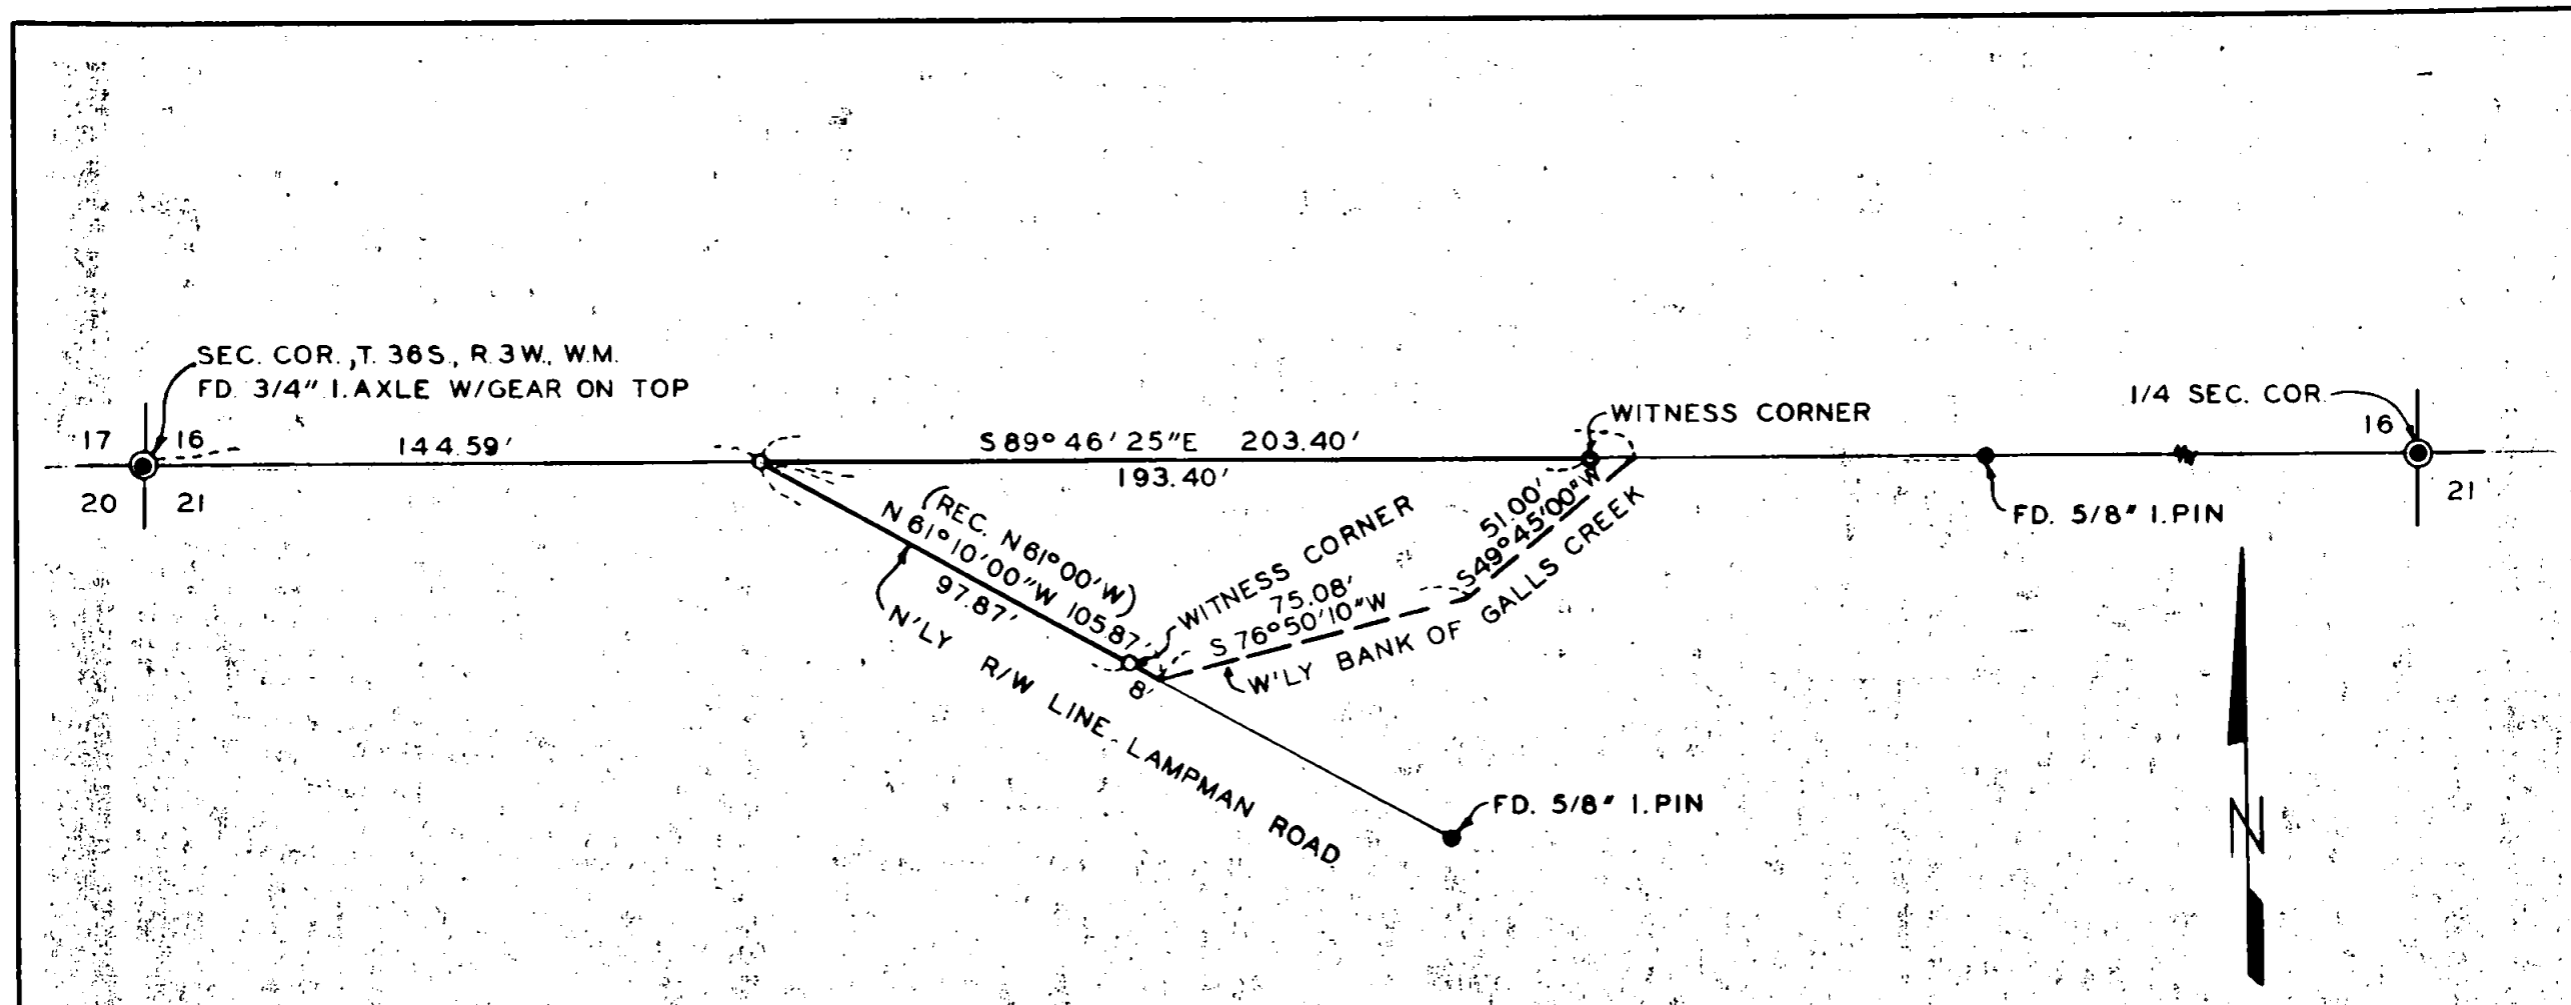 SEC. COR., T. 36S., R. 3W., W.M.
FD. 3/4" I. AXLE W/GEAR ON TOP
17 16
20 21
144.59'
S 89° 46' 25" E 203.40'
193.40'
WITNESS CORNER
1/4 SEC. COR.
16
21
FD. 5/8" I. PIN
(REC. N 61° 00' W)
N 61° 10' 00" W 105.87'
97.87'
N'LY R/W LINE LAMPMAN ROAD
8'
WITNESS CORNER
75.08'
S 76° 50' 10" W
51.00'
S 49° 45' 00" W
W'LY BANK OF GALLS CREEK
FD. 5/8" I. PIN
N